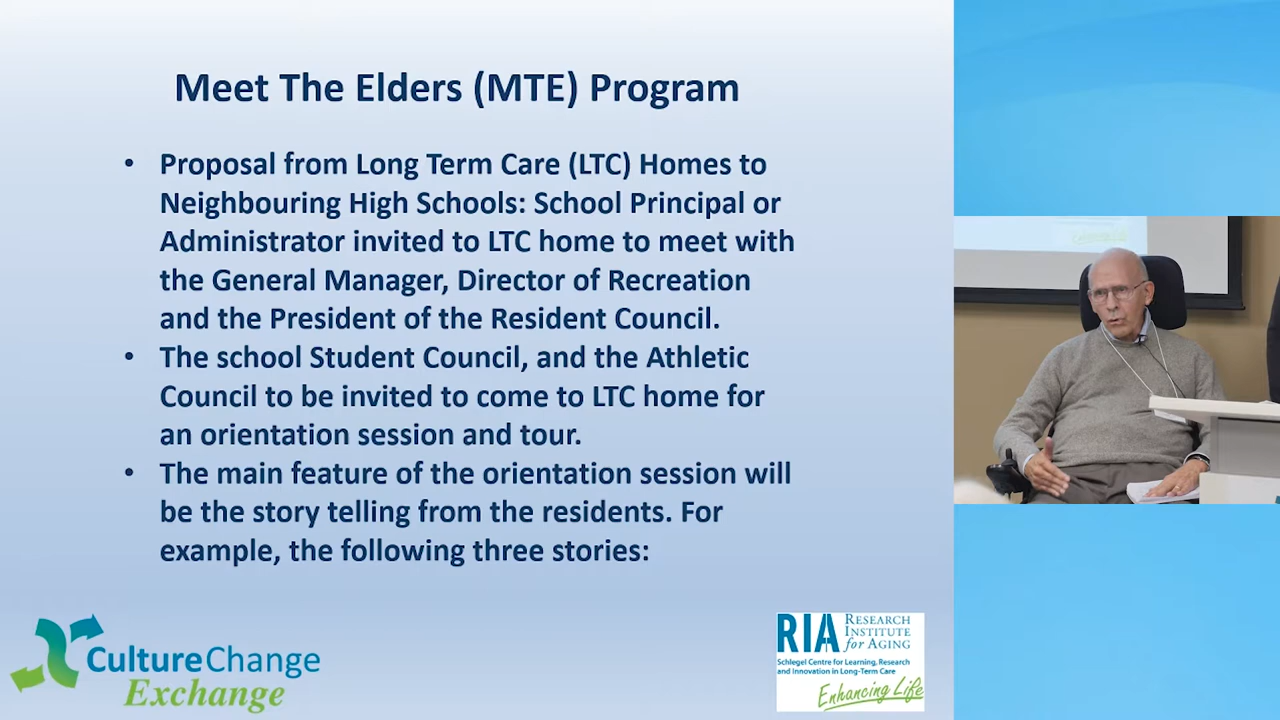 Meet The Elders (MTE) Program
• Proposal from Long Term Care (LTC) Homes to
Neighbouring High Schools: School Principal or
Administrator invited to LTC home to meet with
the General Manager, Director of Recreation
and the President of the Resident Council.
• The school Student Council, and the Athletic
Council to be invited to come to LTC home for
an orientation session and tour.
• The main feature of the orientation session will
be the story telling from the residents. For
example, the following three stories:
CultureChange
Exchange
RIA RESEARCH
INSTITUTE
for AGING
Schlegel Centre for Learning, Research
and Innovation in Long-Term Care
Enhancing Life